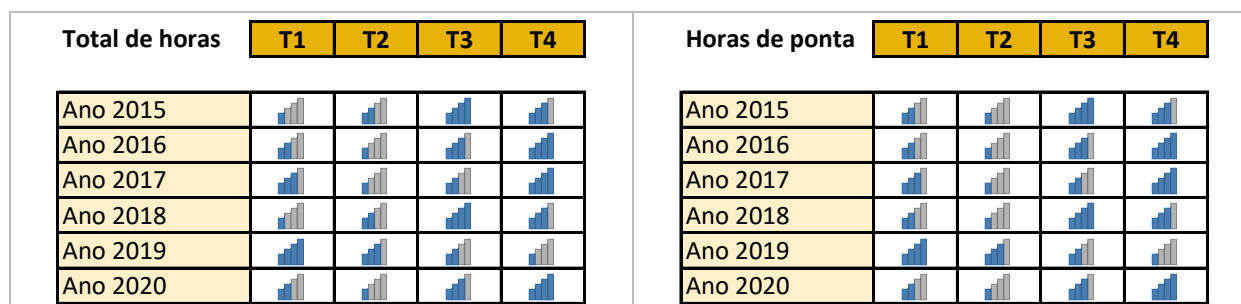 Total de horas T1 T2 T3 T4
Ano 2015
Ano 2016
Ano 2017
Ano 2018
Ano 2019
Ano 2020
Horas de ponta T1 T2 T3 T4
Ano 2015
Ano 2016
Ano 2017
Ano 2018
Ano 2019
Ano 2020